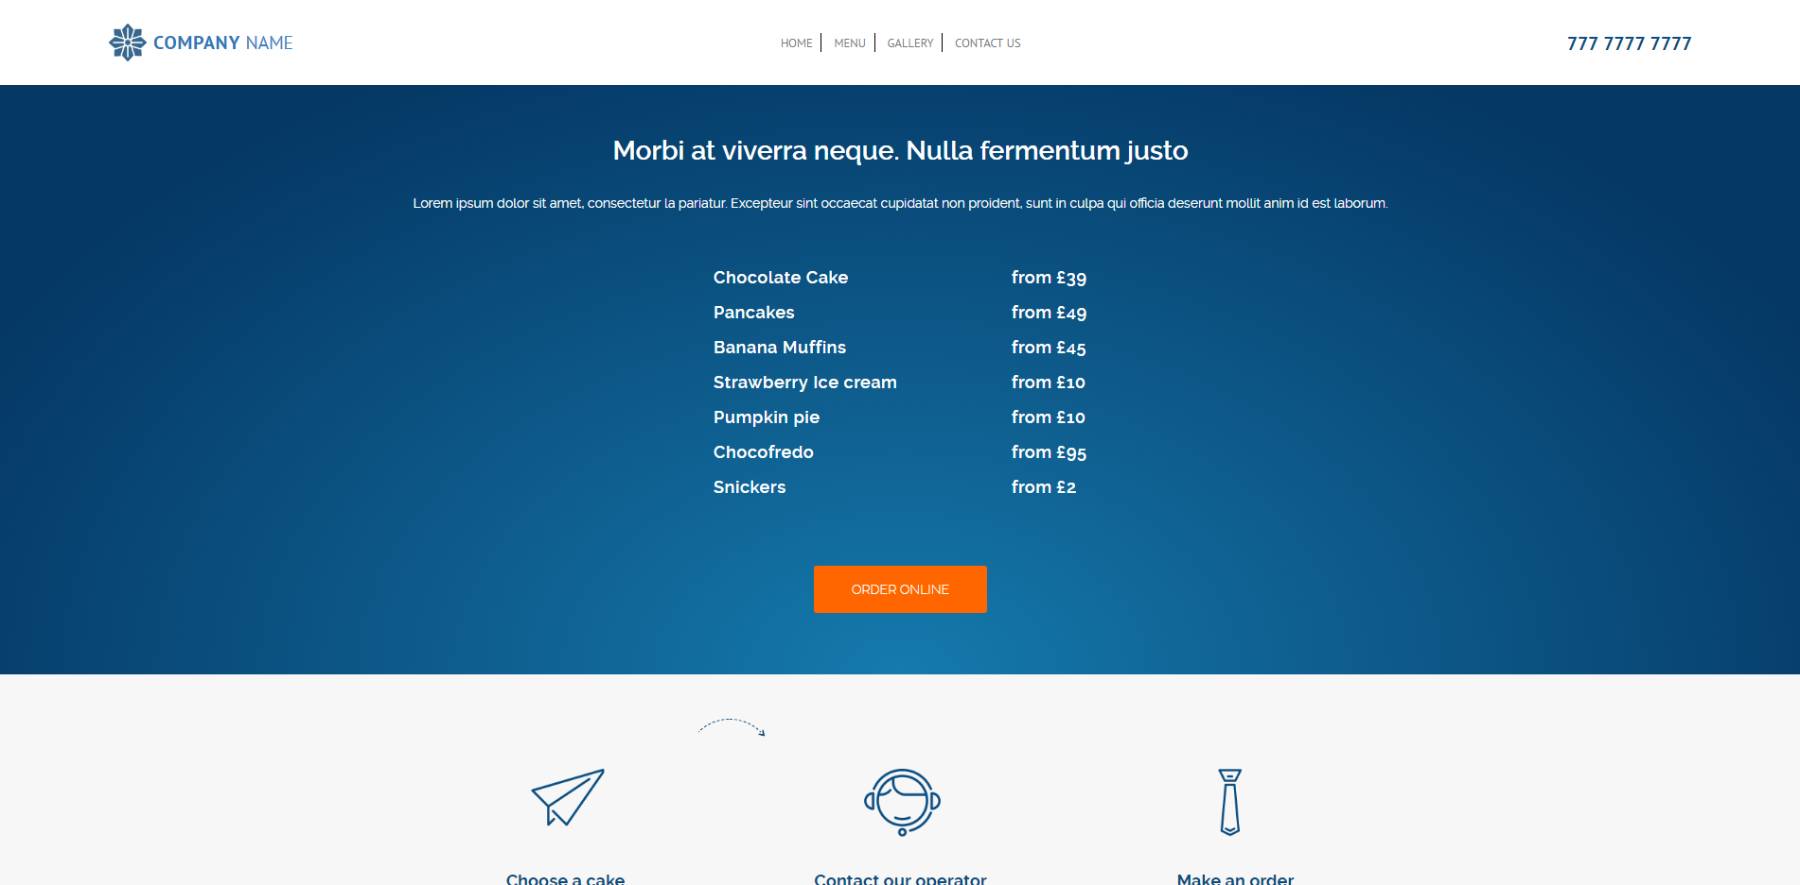 COMPANY NAME
HOME
MENU
GALLERY
CONTACT US
777 7777 7777
Morbi at viverra neque. Nulla fermentum justo
Lorem ipsum dolor sit amet, consectetur la pariatur. Excepteur sint occaecat cupidatat non proident, sunt in culpa qui officia deserunt mollit anim id est laborum.
Chocolate Cake from £39
Pancakes from £49
Banana Muffins from £45
Strawberry Ice cream from £10
Pumpkin pie from £10
Chocofredo from £95
Snickers from £2
ORDER ONLINE
Choose a cake
Contact our operator
Make an order